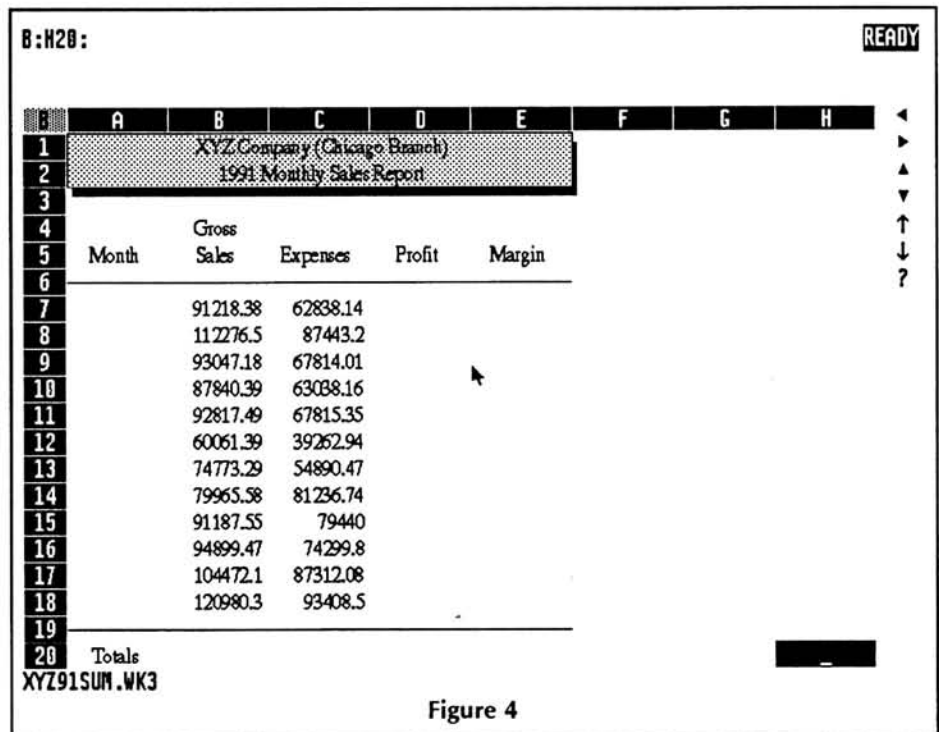 B:H20:
READY
B A B C D E F G H
1 XYZ Company (Chicago Branch)
2 1991 Monthly Sales Report
3
4 Gross
5 Month Sales Expenses Profit Margin
6
7 91218.38 62838.14
8 112276.5 87443.2
9 93047.18 67814.01
10 87840.39 63038.16
11 92817.49 67815.35
12 60061.39 39262.94
13 74773.29 54890.47
14 79965.58 81236.74
15 91187.55 79440
16 94899.47 74299.8
17 104472.1 87312.08
18 120980.3 93408.5
19
20 Totals
?
XYZ91SUM.WK3
Figure 4